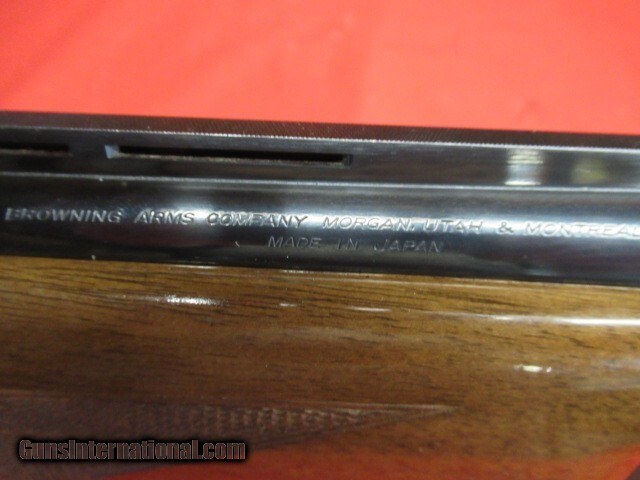 BROWNING ARMS COMPANY MORGAN, UTAH & MONTREAL
MADE IN JAPAN
GunsInternational.com